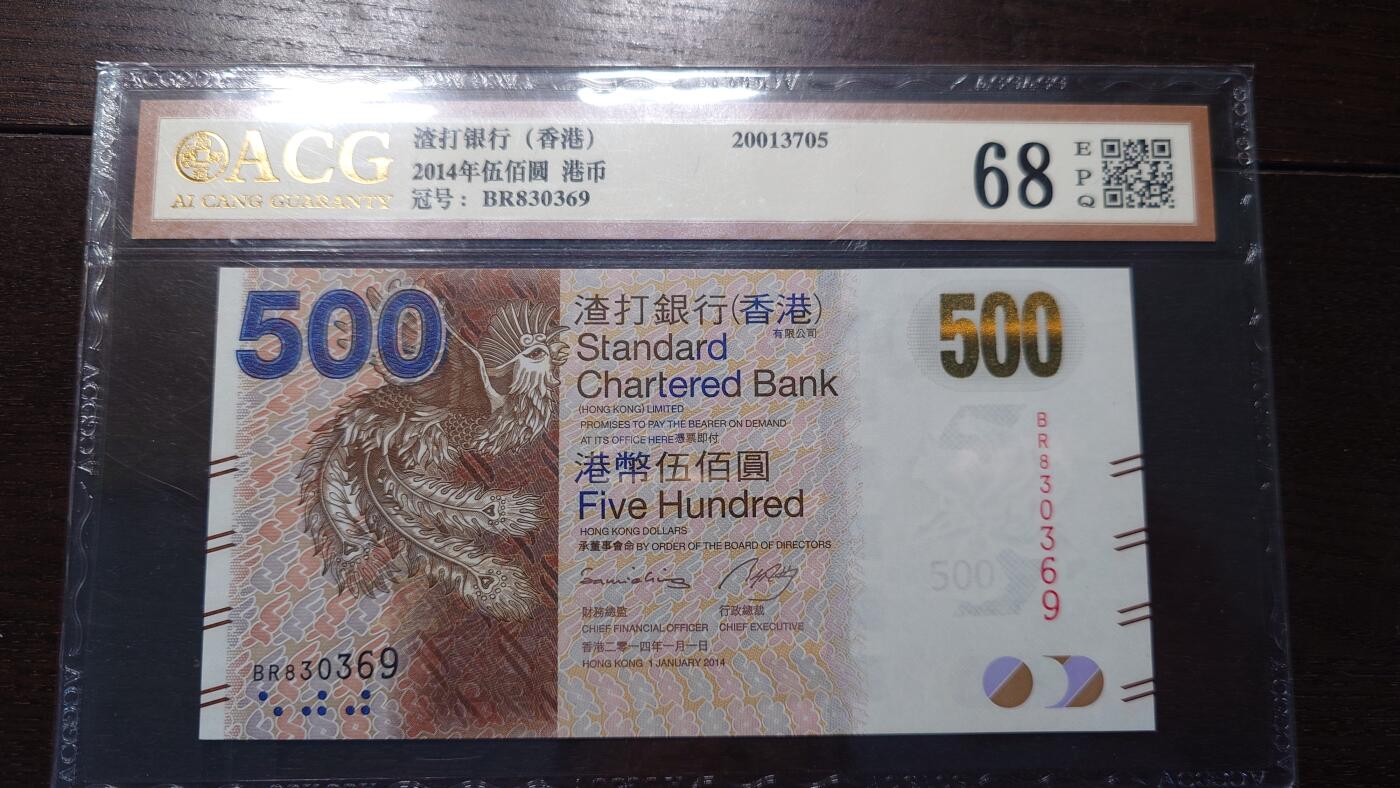 ACG
AI CANG GUARANTY
渣打银行（香港）
20013705
2014年伍佰圆 港币
冠号： BR830369
68
E
P
Q
500
渣打銀行(香港)
有限公司
Standard
Chartered Bank
(HONG KONG) LIMITED
PROMISES TO PAY THE BEARER ON DEMAND
AT ITS OFFICE HERE憑票即付
港幣伍佰圓
Five Hundred
HONG KONG DOLLARS
承董事會命 BY ORDER OF THE BOARD OF DIRECTORS
財務總監
行政總裁
CHIEF FINANCIAL OFFICER
CHIEF EXECUTIVE
香港二零一四年一月一日
HONG KONG 1 JANUARY 2014
BR830369
500
BR830369
500